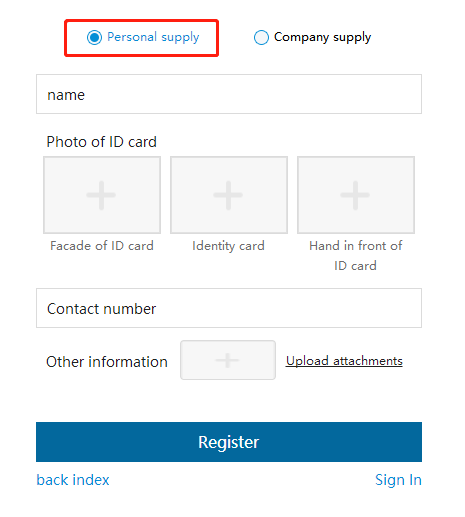 Personal supply
Company supply
name
Photo of ID card
Facade of ID card
Identity card
Hand in front of
ID card
Contact number
Other information
Upload attachments
Register
back index
Sign In